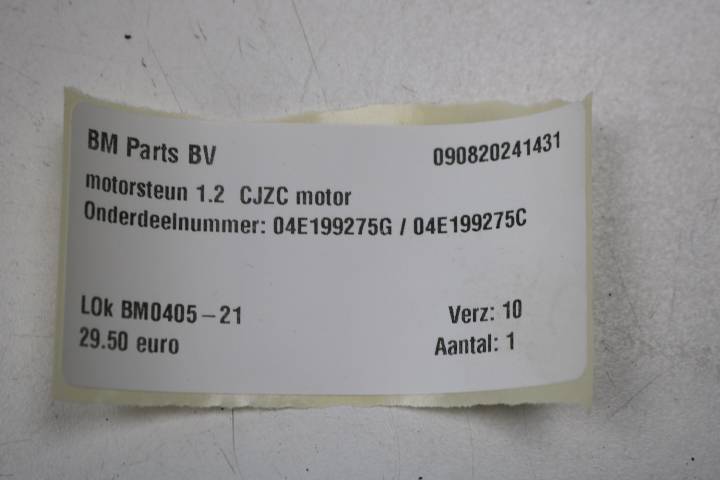 BM Parts BV 090820241431
motorsteun 1.2 CJZC motor
Onderdeelnummer: 04E199275G / 04E199275C
LOk BM0405-21 Verz: 10
29.50 euro Aantal: 1